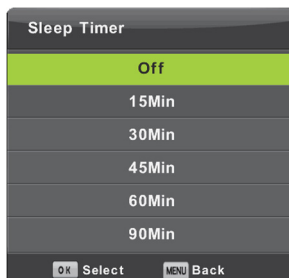 Sleep Timer
Off
15Min
30Min
45Min
60Min
90Min
OK Select MENU Back